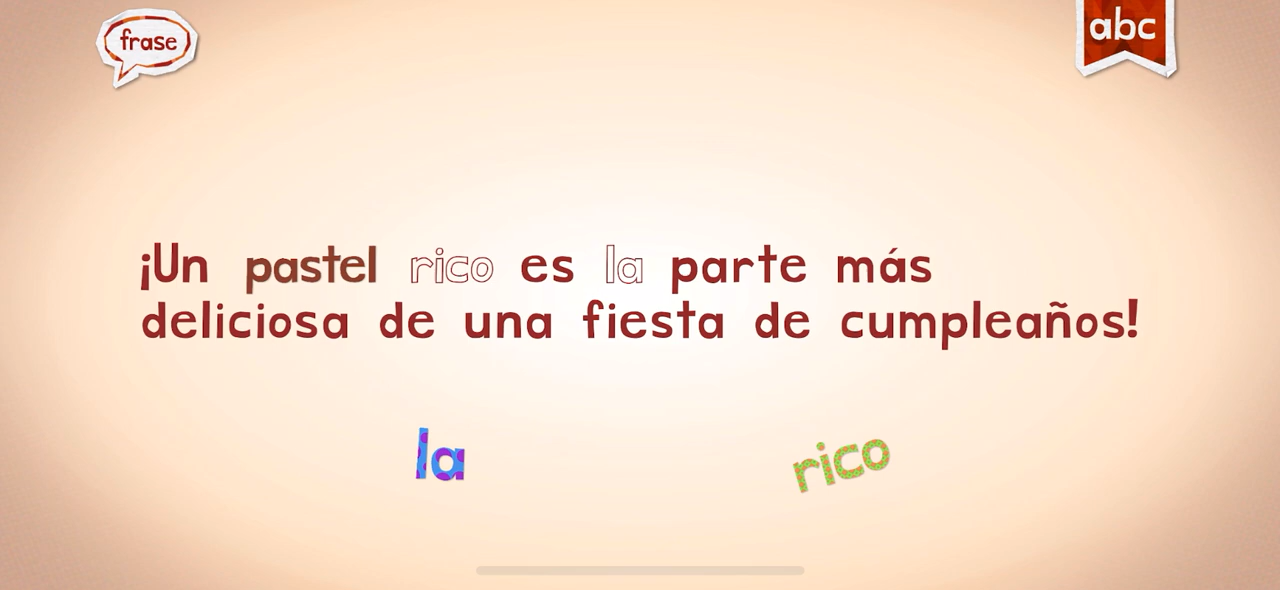 frase
abc
¡Un pastel rico es la parte más
deliciosa de una fiesta de cumpleaños!
la
rico